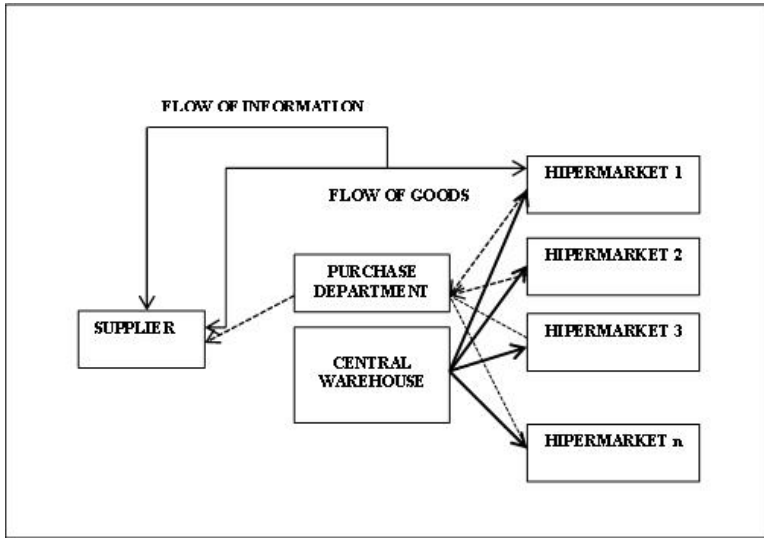 FLOW OF INFORMATION
HIPERMARKET 1
FLOW OF GOODS
HIPERMARKET 2
PURCHASE
DEPARTMENT
SUPPLIER
HIPERMARKET 3
CENTRAL
WAREHOUSE
HIPERMARKET n